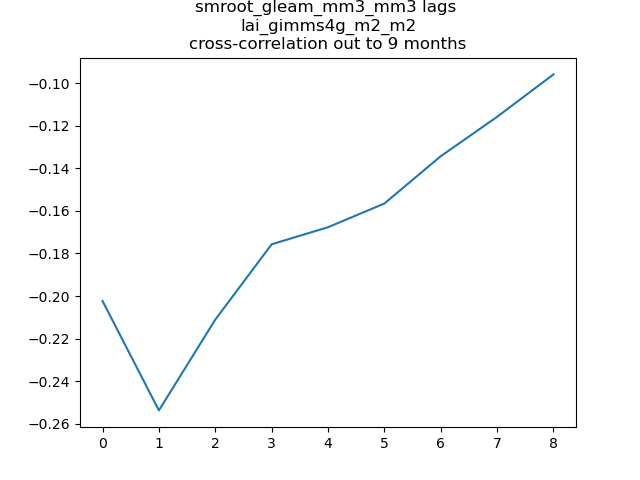 smroot_gleam_mm3_mm3 lags
lai_gimms4g_m2_m2
cross-correlation out to 9 months
−0.10
−0.12
−0.14
−0.16
−0.18
−0.20
−0.22
−0.24
−0.26
0 1 2 3 4 5 6 7 8